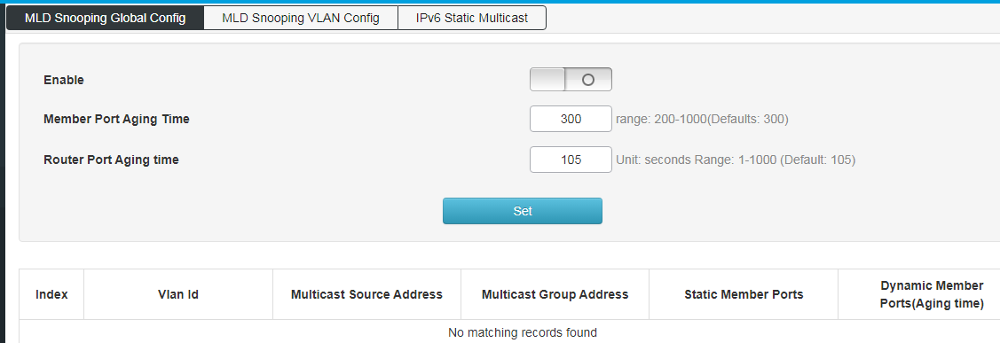 MLD Snooping Global Config MLD Snooping VLAN Config IPv6 Static Multicast
Enable
Member Port Aging Time 300 range: 200-1000(Defaults: 300)
Router Port Aging time 105 Unit: seconds Range: 1-1000 (Default: 105)
Set
Index Vlan Id Multicast Source Address Multicast Group Address Static Member Ports Dynamic Member
Ports(Aging time)
No matching records found